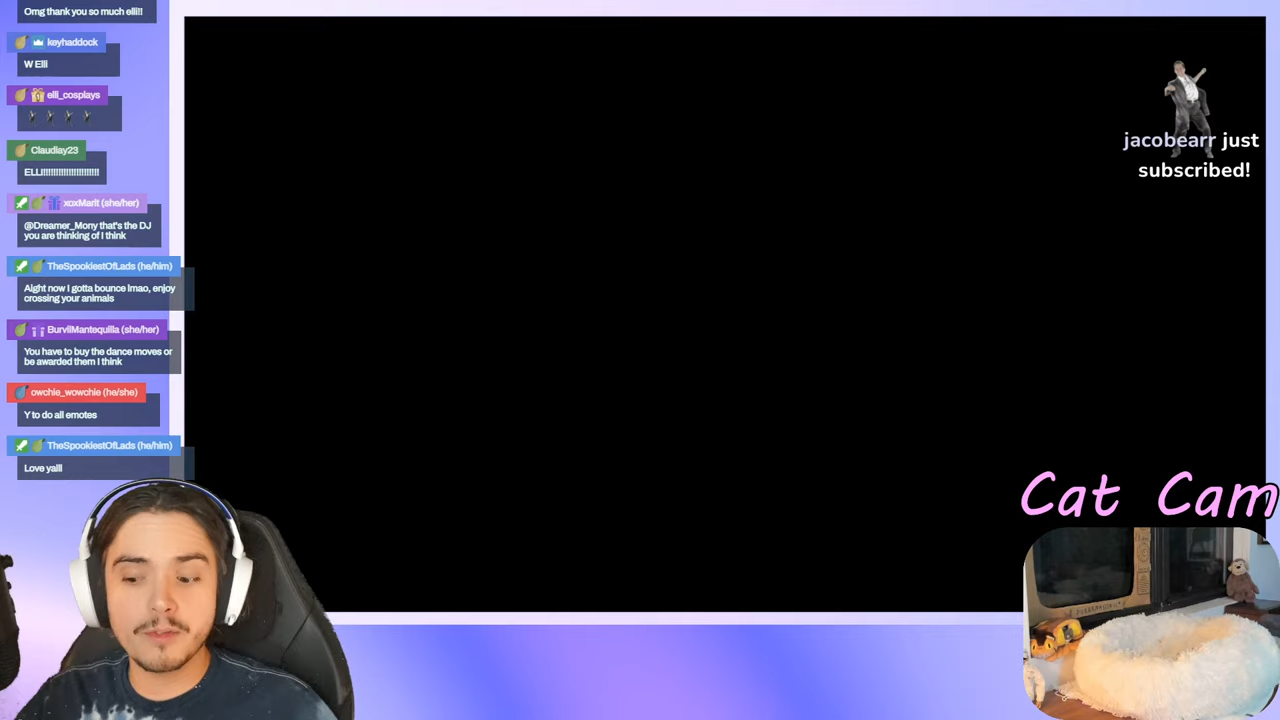 Omg thank you so much elli!!
keyhaddock
W Elli
elli_cosplays
Claudiay23
ELLI!!!!!!!!!!!!!!!!!!!!!!
xoxMarit (she/her)
@Dreamer_Mony that's the DJ
you are thinking of I think
TheSpookiestOfLads (he/him)
Aight now I gotta bounce lmao, enjoy
crossing your animals
BurvilMantequilla (she/her)
You have to buy the dance moves or
be awarded them I think
owchie_wowchie (he/she)
Y to do all emotes
TheSpookiestOfLads (he/him)
Love yalll
jacobearr just
subscribed!
Cat Cam